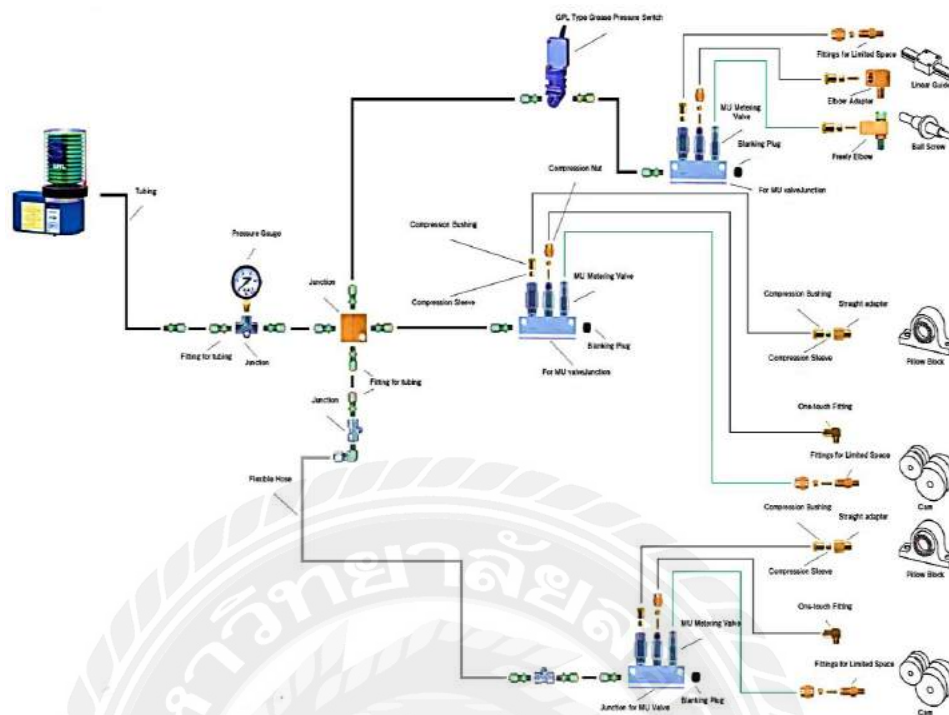 GPL Type Grease Pressure Switch
Fittings for Limited Space
Linear Guide
Elbow Adapter
MU Metering
Valve
Ball Screw
Freely Elbow
Blanking Plug
Compression Nut
For MU valveJunction
Tubing
Compression Bushing
Pressure Gauge
MU Metering Valve
Junction
Compression Sleeve
Compression Bushing
Straight adapter
Blanking Plug
Compression Sleeve
Pillow Block
Fitting for tubing
Junction
For MU valveJunction
Fitting for tubing
Junction
One-touch Fitting
Fittings for Limited Space
Flexible Hose
Cam
Compression Bushing
Straight adapter
Compression Sleeve
Pillow Block
One-touch Fitting
MU Metering Valve
Fittings for Limited Space
Blanking Plug
Junction for MU Valve
Cam